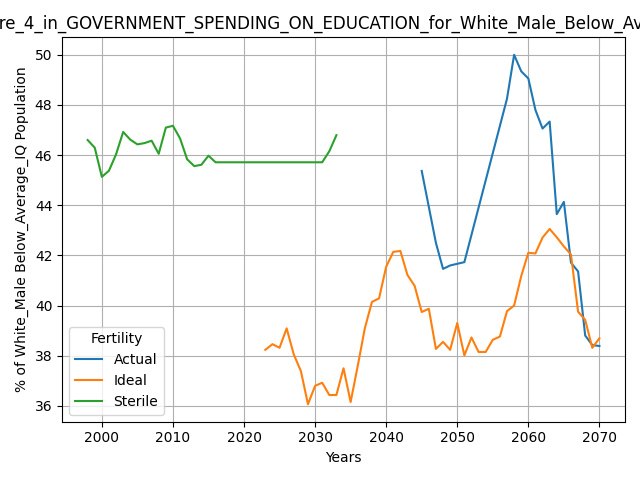 re_4_in_GOVERNMENT_SPENDING_ON_EDUCATION_for_White_Male_Below_Av
% of White_Male Below_Average_IQ Population
50
48
46
44
42
40
38
36
Fertility
Actual
Ideal
Sterile
2000 2010 2020 2030 2040 2050 2060 2070
Years